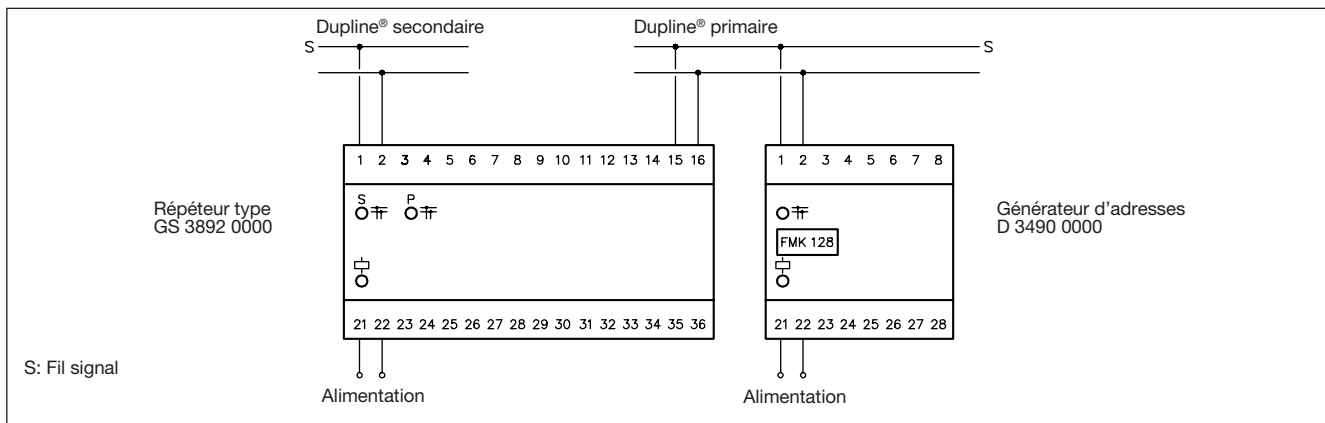 Dupline® secondaire
Dupline® primaire
S
S
1 2 3 4 5 6 7 8 9 10 11 12 13 14 15 16
1 2 3 4 5 6 7 8
S P
Répéteur type
GS 3892 0000
FMK 128
Générateur d'adresses
D 3490 0000
21 22 23 24 25 26 27 28 29 30 31 32 33 34 35 36
21 22 23 24 25 26 27 28
S: Fil signal
Alimentation
Alimentation